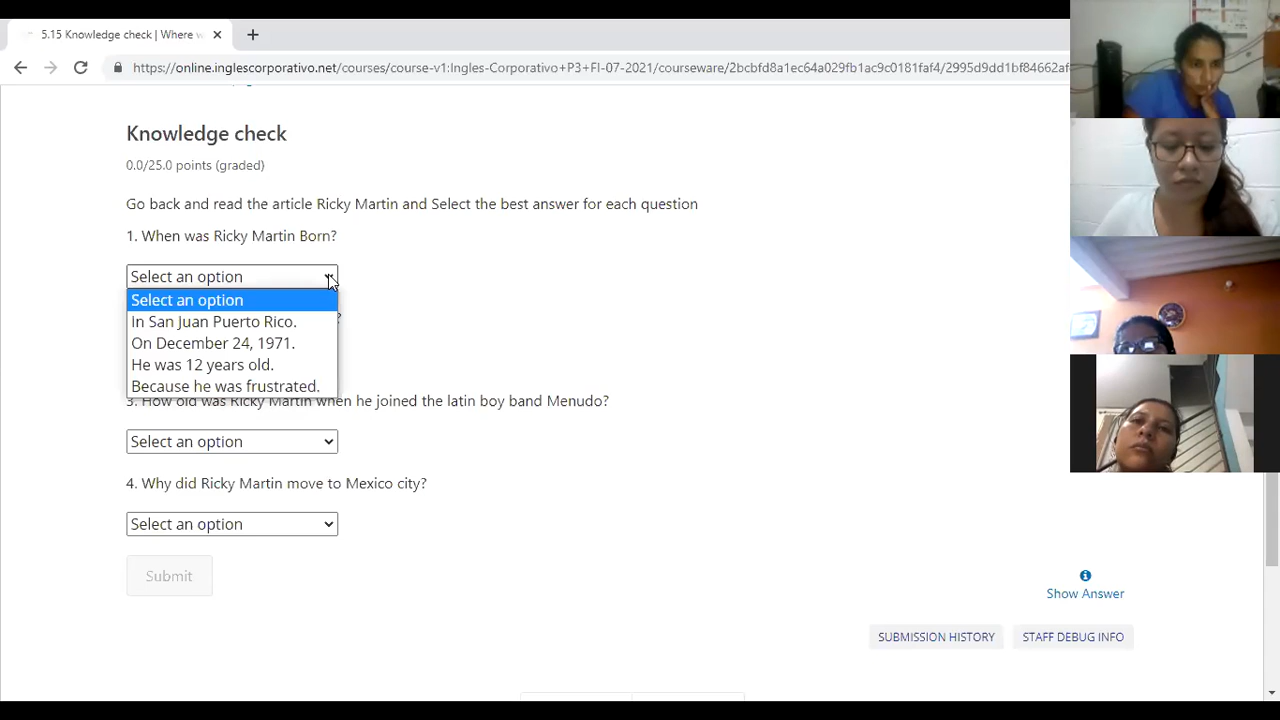 5.15 Knowledge check | Where w
https://online.inglescorporativo.net/courses/course-v1:Ingles-Corporativo+P3+FI-07-2021/courseware/2bcbfd8a1ec64a029fb1ac9c0181faf4/2995d9dd1bf84662af
Knowledge check
0.0/25.0 points (graded)
Go back and read the article Ricky Martin and Select the best answer for each question
1. When was Ricky Martin Born?
Select an option
Select an option
In San Juan Puerto Rico.
On December 24, 1971.
He was 12 years old.
Because he was frustrated.
3. How old was Ricky Martin when he joined the latin boy band Menudo?
Select an option
4. Why did Ricky Martin move to Mexico city?
Select an option
Submit
Show Answer
SUBMISSION HISTORY
STAFF DEBUG INFO